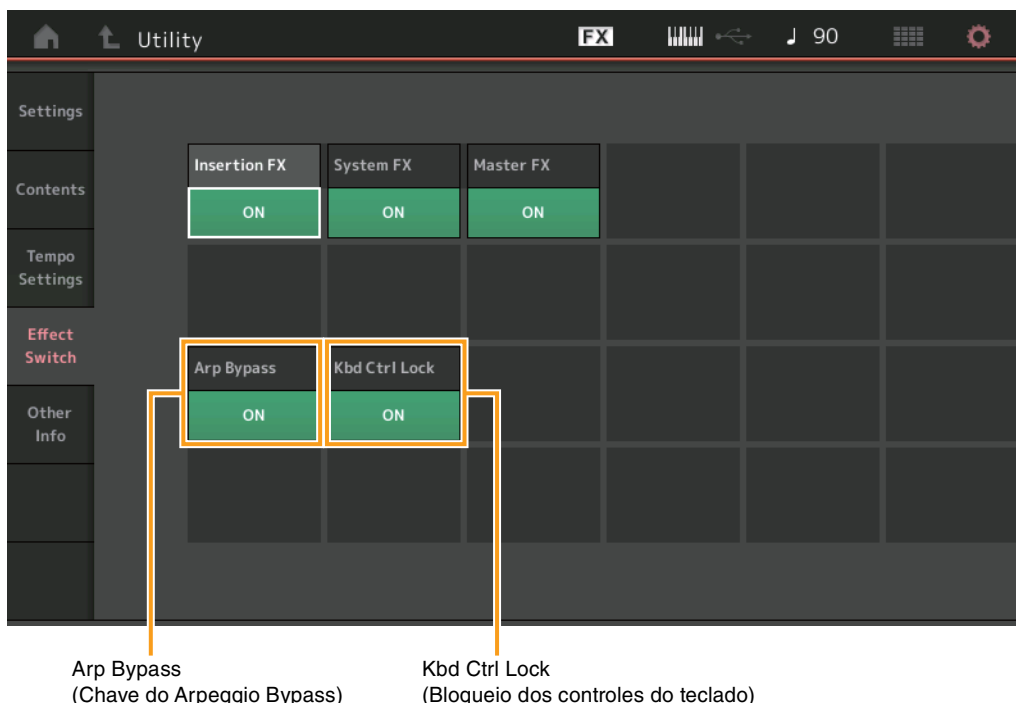 Utility
FX
90
Settings
Contents
Tempo
Settings
Effect
Switch
Other
Info
Insertion FX
System FX
Master FX
ON
ON
ON
Arp Bypass
Kbd Ctrl Lock
ON
ON
Arp Bypass
(Chave do Arpeggio Bypass)
Kbd Ctrl Lock
(Bloqueio dos controles do teclado)